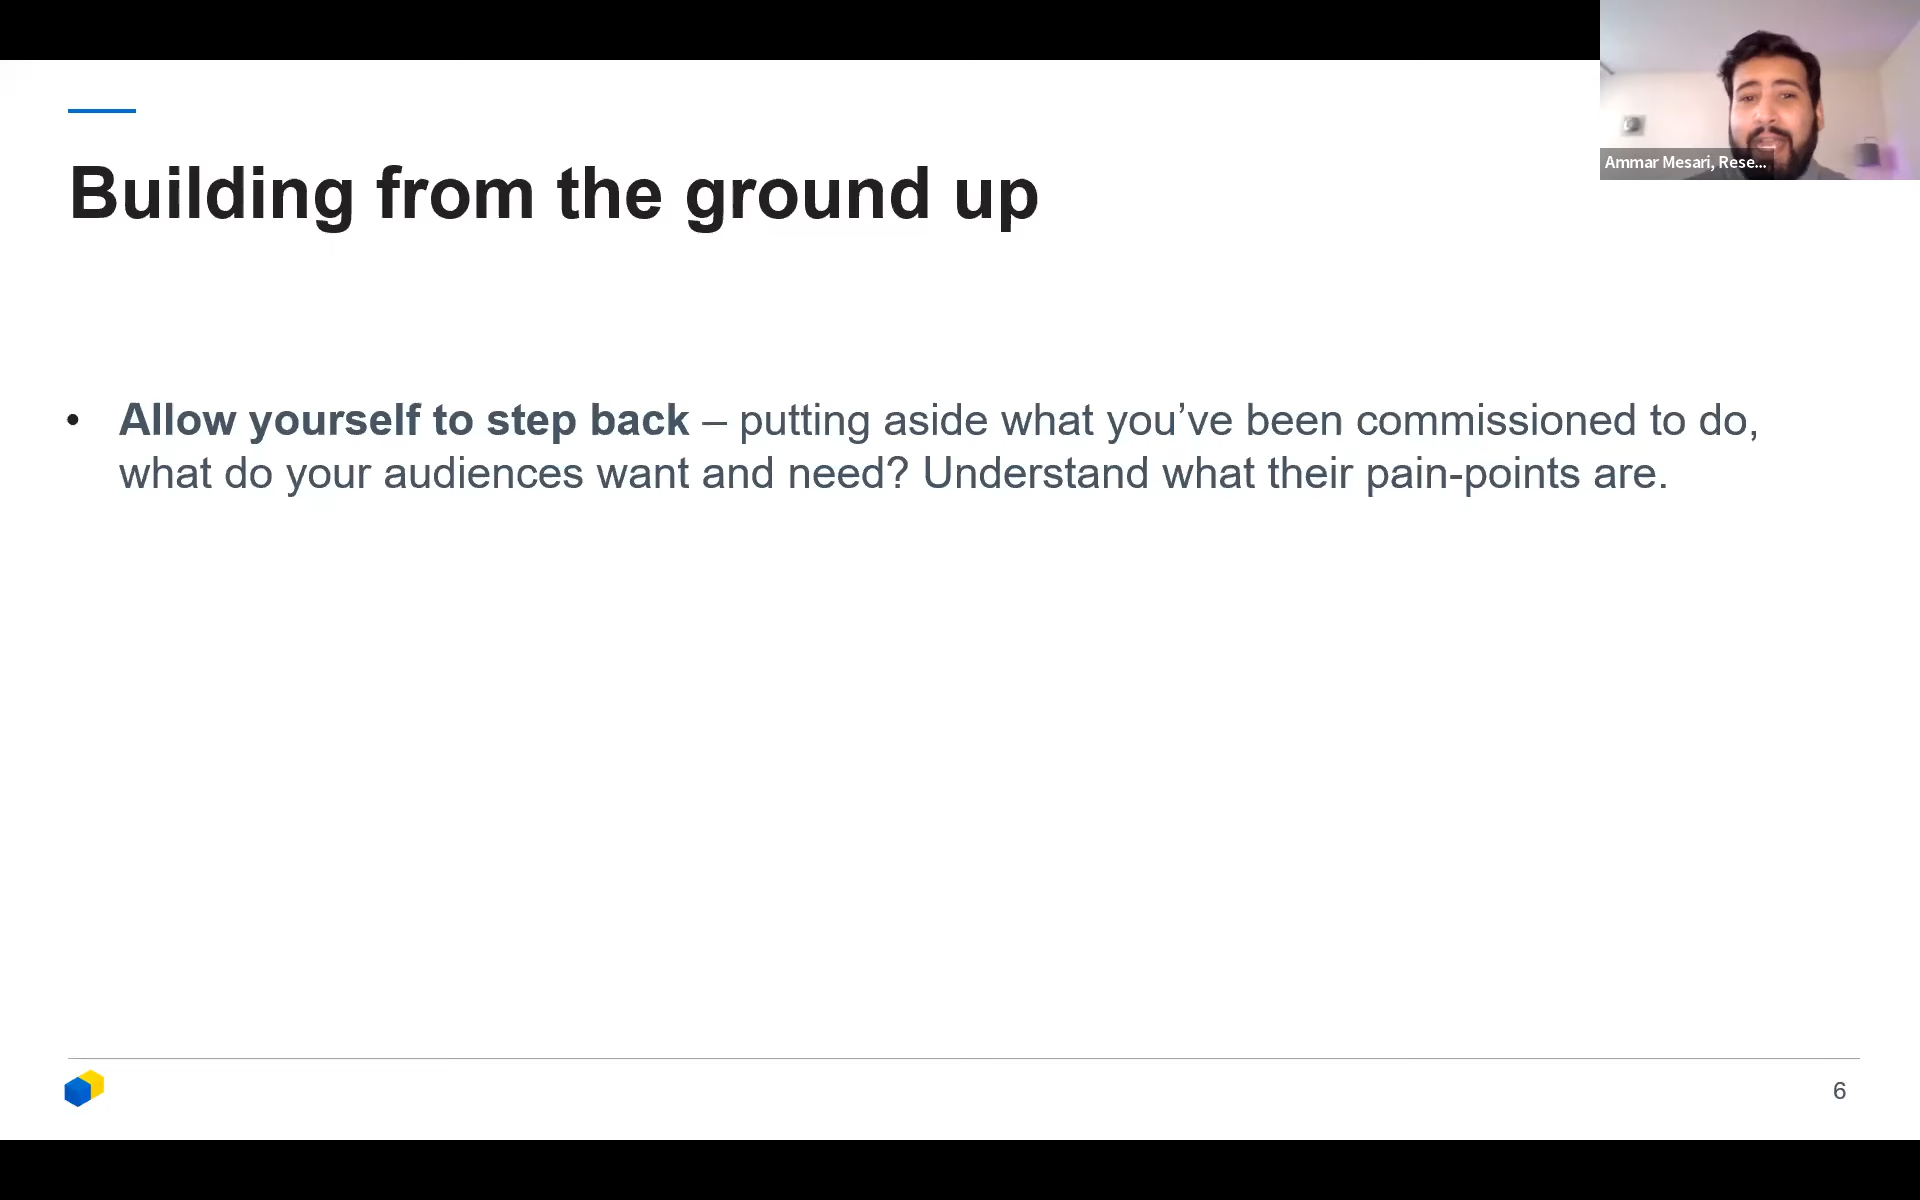 Ammar Mesari, Rese...
Building from the ground up
• Allow yourself to step back – putting aside what you’ve been commissioned to do,
what do your audiences want and need? Understand what their pain-points are.
6